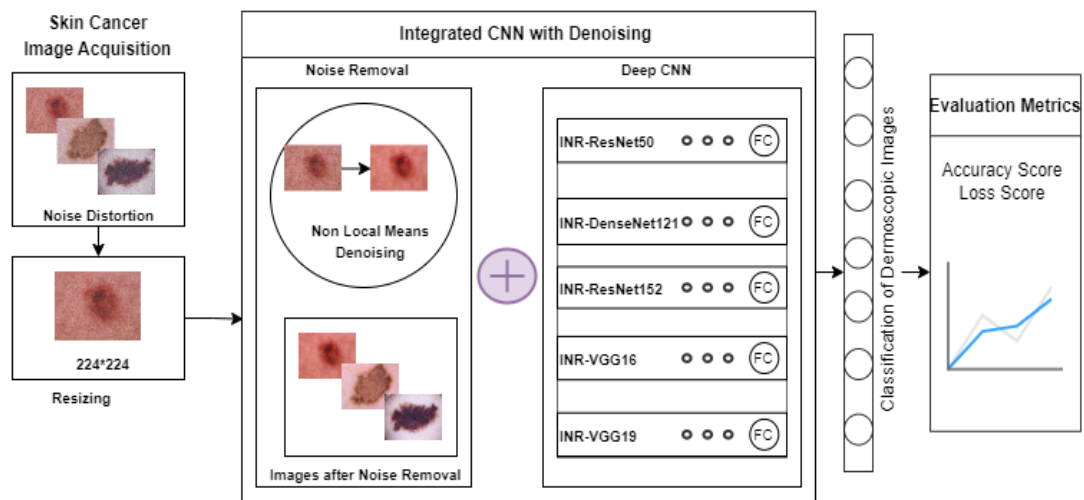 Skin Cancer
Image Acquisition
Noise Distortion
224*224
Resizing
Integrated CNN with Denoising
Noise Removal
Non Local Means
Denoising
Images after Noise Removal
Deep CNN
INR-ResNet50
FC
INR-DenseNet121
FC
INR-ResNet152
FC
INR-VGG16
FC
INR-VGG19
FC
Classification of Dermoscopic Images
Evaluation Metrics
Accuracy Score
Loss Score